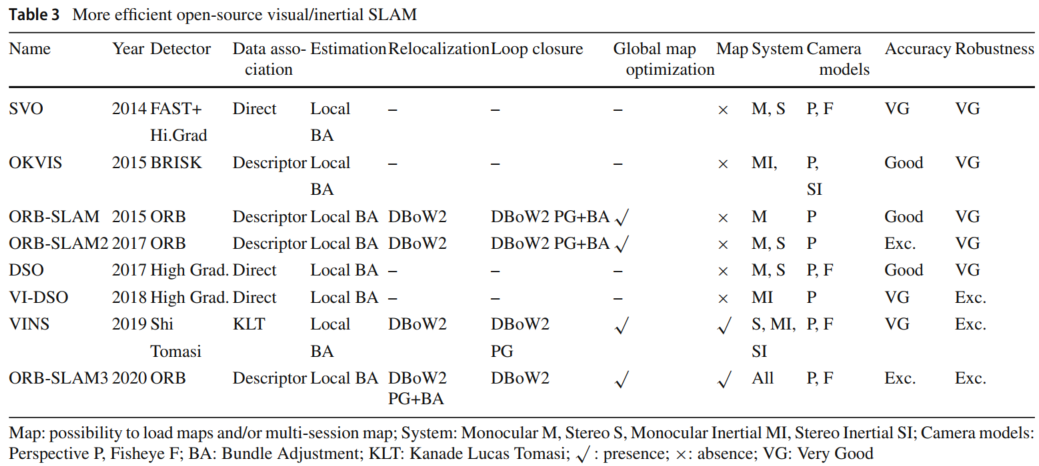 Table 3 More efficient open-source visual/inertial SLAM
Name Year Detector Data asso- Estimation Relocalization Loop closure Global map Map System Camera Accuracy Robustness
ciation optimization models
SVO 2014 FAST+ Direct Local – – – × M, S P, F VG VG
Hi.Grad BA
OKVIS 2015 BRISK Descriptor Local – – – × MI, P, Good VG
BA SI
ORB-SLAM 2015 ORB Descriptor Local BA DBoW2 DBoW2 PG+BA √ × M P Good VG
ORB-SLAM2 2017 ORB Descriptor Local BA DBoW2 DBoW2 PG+BA √ × M, S P Exc. VG
DSO 2017 High Grad. Direct Local BA – – – × M, S P, F Good VG
VI-DSO 2018 High Grad. Direct Local BA – – – × MI P VG Exc.
VINS 2019 Shi KLT Local DBoW2 DBoW2 √ √ S, MI, P, F VG Exc.
Tomasi BA PG SI
ORB-SLAM3 2020 ORB Descriptor Local BA DBoW2 DBoW2 √ √ All P, F Exc. Exc.
PG+BA
Map: possibility to load maps and/or multi-session map; System: Monocular M, Stereo S, Monocular Inertial MI, Stereo Inertial SI; Camera models:
Perspective P, Fisheye F; BA: Bundle Adjustment; KLT: Kanade Lucas Tomasi; √ : presence; ×: absence; VG: Very Good